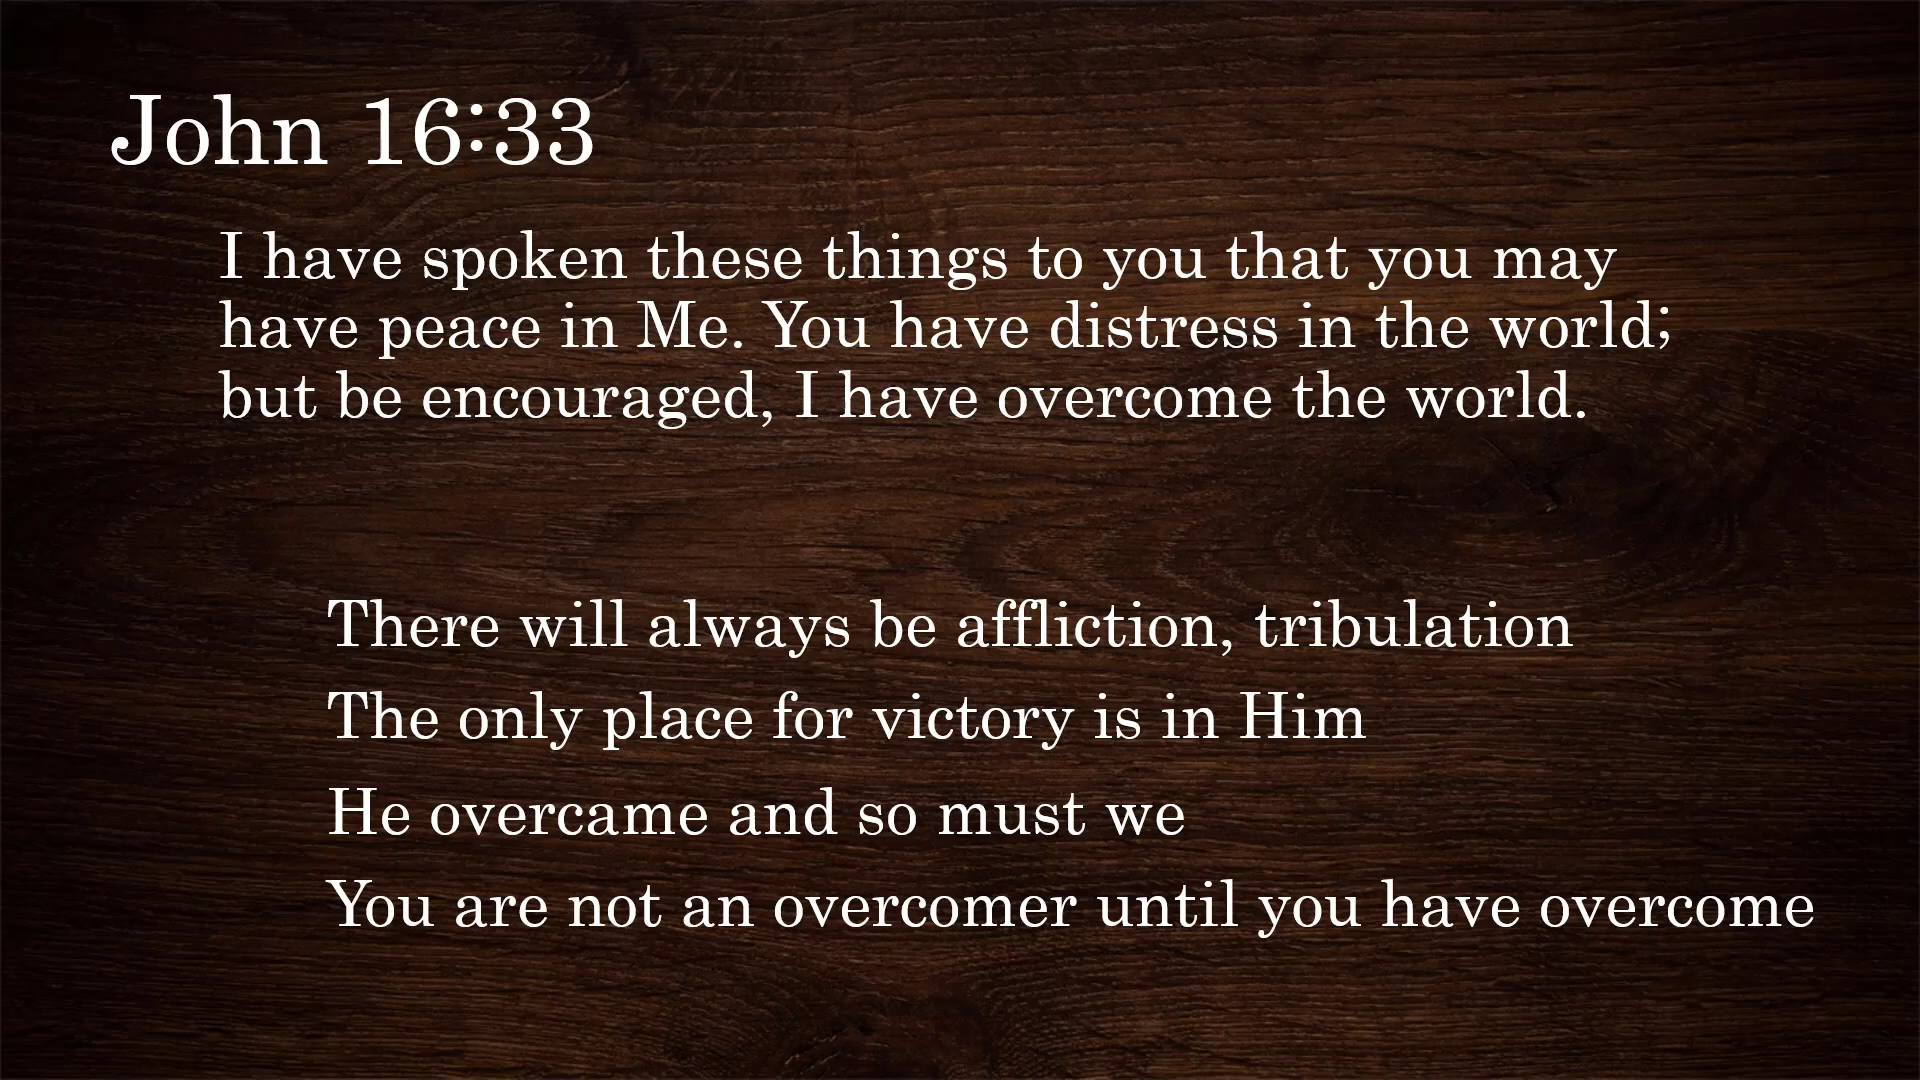 John 16:33
I have spoken these things to you that you may
have peace in Me. You have distress in the world;
but be encouraged, I have overcome the world.
There will always be affliction, tribulation
The only place for victory is in Him
He overcame and so must we
You are not an overcomer until you have overcome